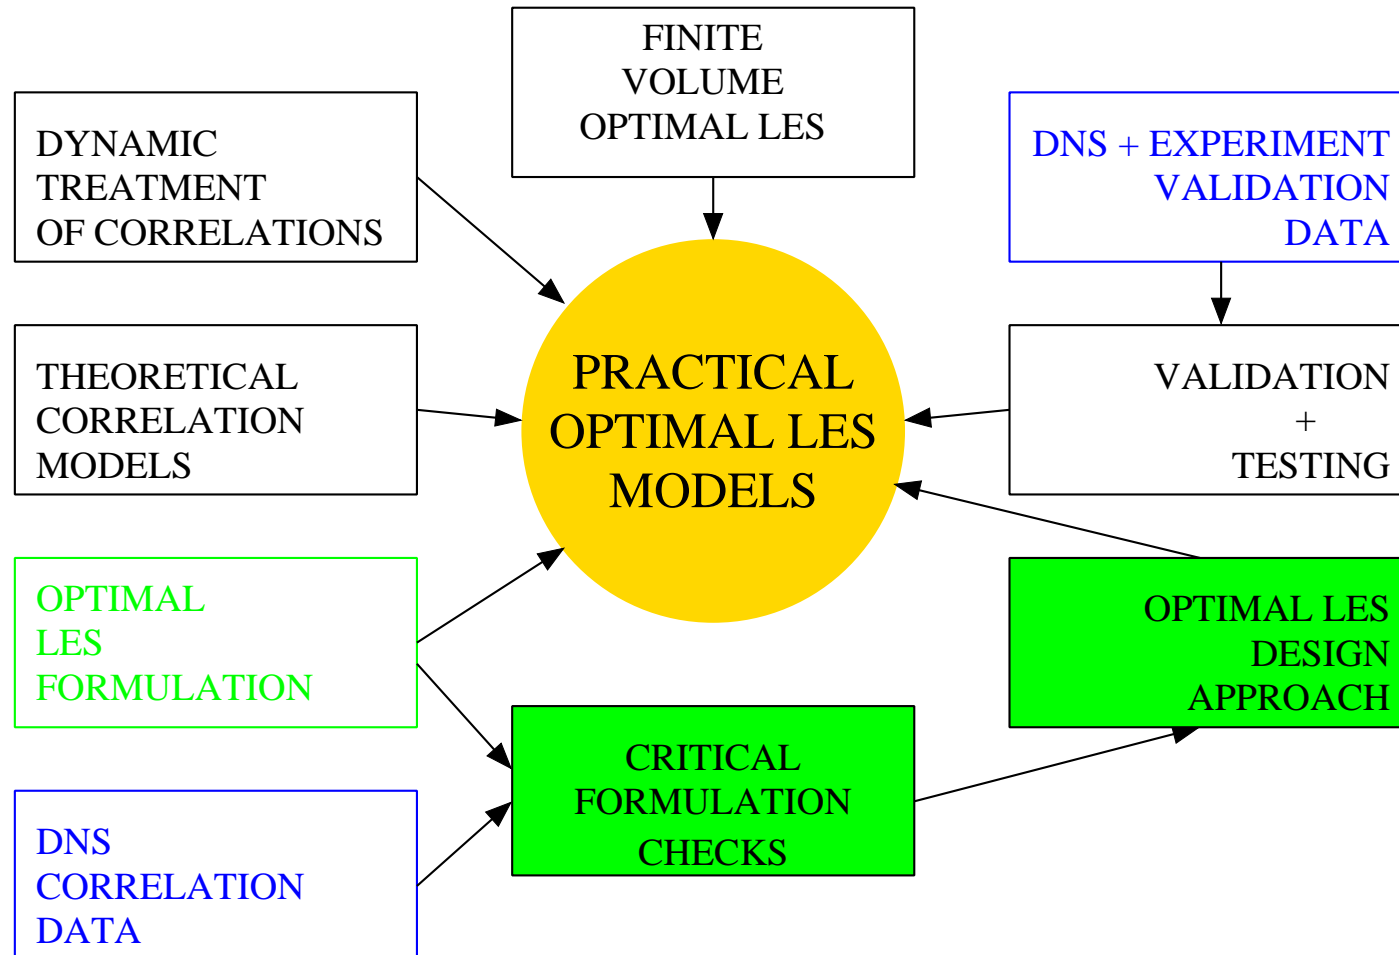 FINITE
VOLUME
OPTIMAL LES
DYNAMIC
TREATMENT
OF CORRELATIONS
DNS + EXPERIMENT
VALIDATION
DATA
THEORETICAL
CORRELATION
MODELS
PRACTICAL
OPTIMAL LES
MODELS
VALIDATION
+
TESTING
OPTIMAL
LES
FORMULATION
OPTIMAL LES
DESIGN
APPROACH
CRITICAL
FORMULATION
CHECKS
DNS
CORRELATION
DATA